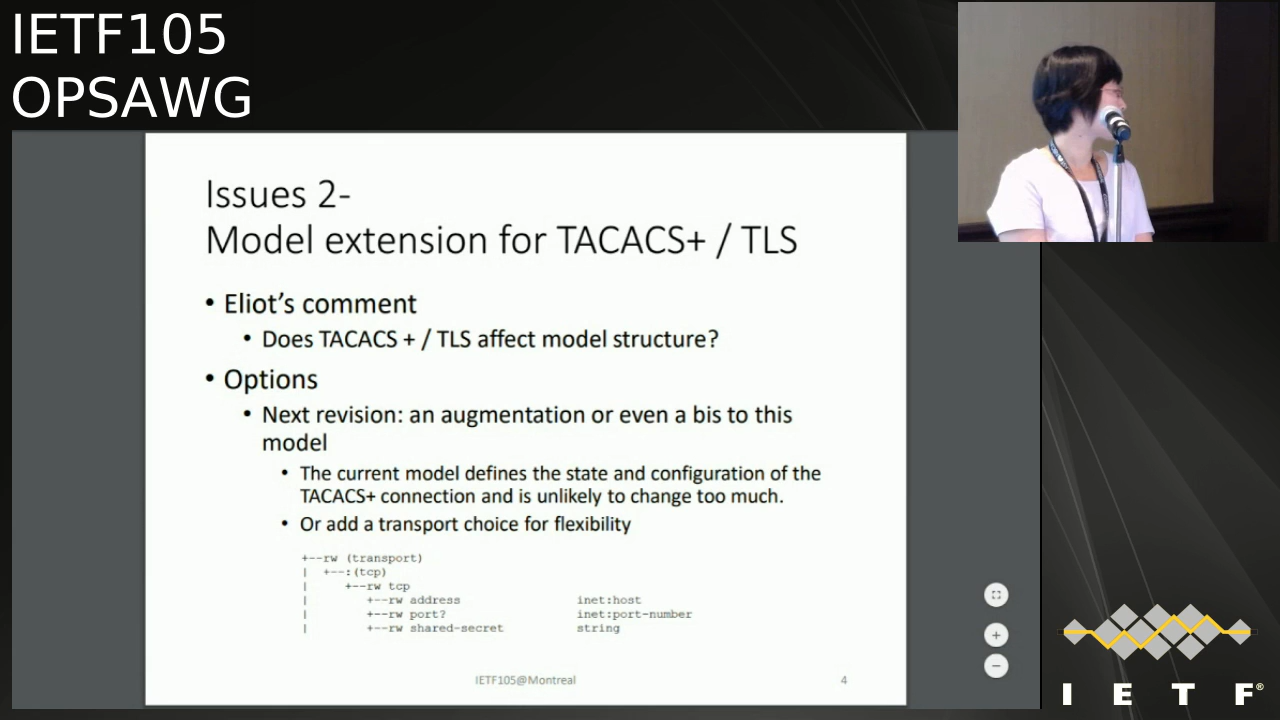 IETF105
OPSAWG
Issues 2-
Model extension for TACACS+ / TLS
• Eliot's comment
• Does TACACS + / TLS affect model structure?
• Options
• Next revision: an augmentation or even a bis to this
model
• The current model defines the state and configuration of the
TACACS+ connection and is unlikely to change too much.
• Or add a transport choice for flexibility
+--rw (transport)
|  +--:(tcp)
|     +--rw tcp
|        +--rw address             inet:host
|        +--rw port?               inet:port-number
|        +--rw shared-secret       string
IETF105@Montreal 4
I E T F®